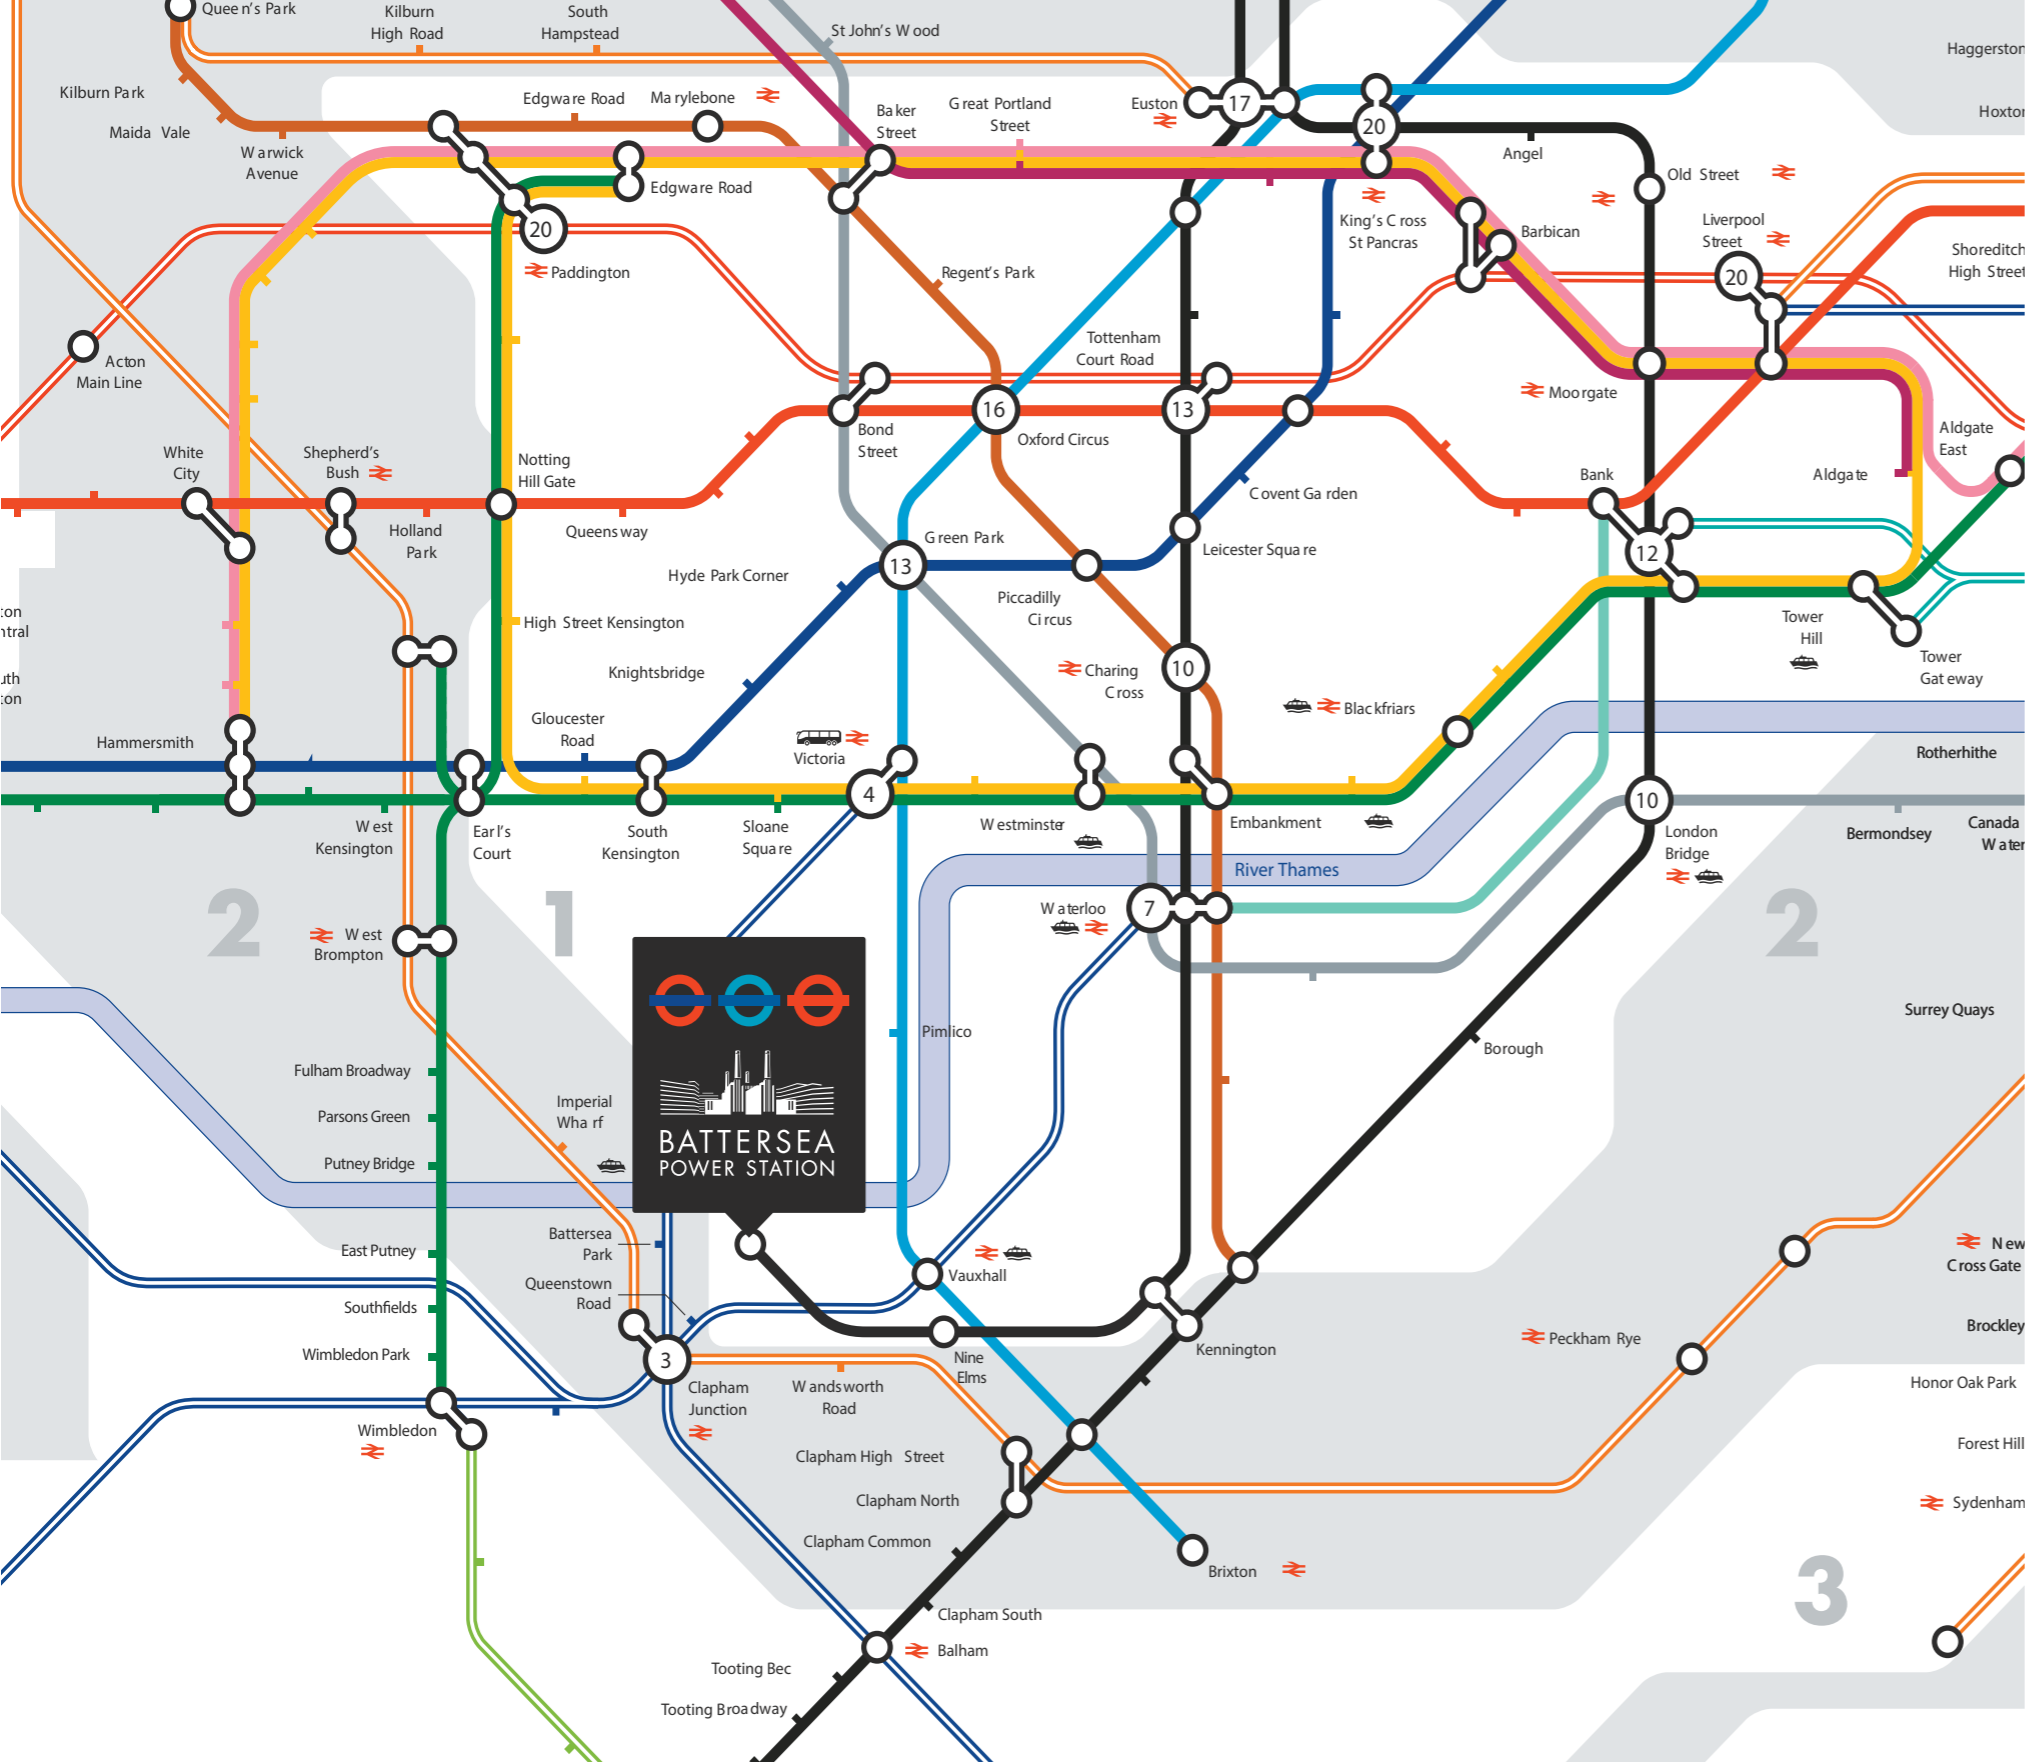 Queen's Park
Kilburn
High Road
South
Hampstead
St John's Wood
Haggerston
Kilburn Park
Maida Vale
Warwick
Avenue
Edgware Road
Marylebone
Baker
Street
Great Portland
Street
Euston
17
20
Angel
Hoxton
Old Street
Edgware Road
20
Paddington
Regent's Park
King's Cross
St Pancras
Barbican
Liverpool
Street
20
Shoreditch
High Street
Acton
Main Line
Tottenham
Court Road
Moorgate
White
City
Shepherd's
Bush
Notting
Hill Gate
Holland
Park
Queensway
Bond
Street
16
Oxford Circus
13
Covent Garden
Bank
Aldgate
Aldgate
East
Hyde Park Corner
13
Green Park
Leicester Square
12
Piccadilly
Circus
Tower
Hill
Tower
Gateway
ton
ntral
uth
ton
High Street Kensington
Knightsbridge
Charing
Cross
10
Blackfriars
Hammersmith
Gloucester
Road
Victoria
4
Rotherhithe
West
Kensington
Earl's
Court
South
Kensington
Sloane
Square
Westminster
Embankment
10
London
Bridge
Bermondsey
Canada
Water
River Thames
2
1
West
Brompton
Waterloo
7
2
Surrey Quays
Pimlico
Borough
BATTERSEA
POWER STATION
Fulham Broadway
Parsons Green
Putney Bridge
Imperial
Wharf
East Putney
Battersea
Park
Queenstown
Road
Vauxhall
New
Cross Gate
Southfields
Wimbledon Park
3
Clapham
Junction
Nine
Elms
Kennington
Peckham Rye
Brockley
Honor Oak Park
Wandsworth
Road
Wimbledon
Clapham High Street
Forest Hill
Clapham North
Sydenham
Clapham Common
Brixton
3
Clapham South
Balham
Tooting Bec
Tooting Broadway